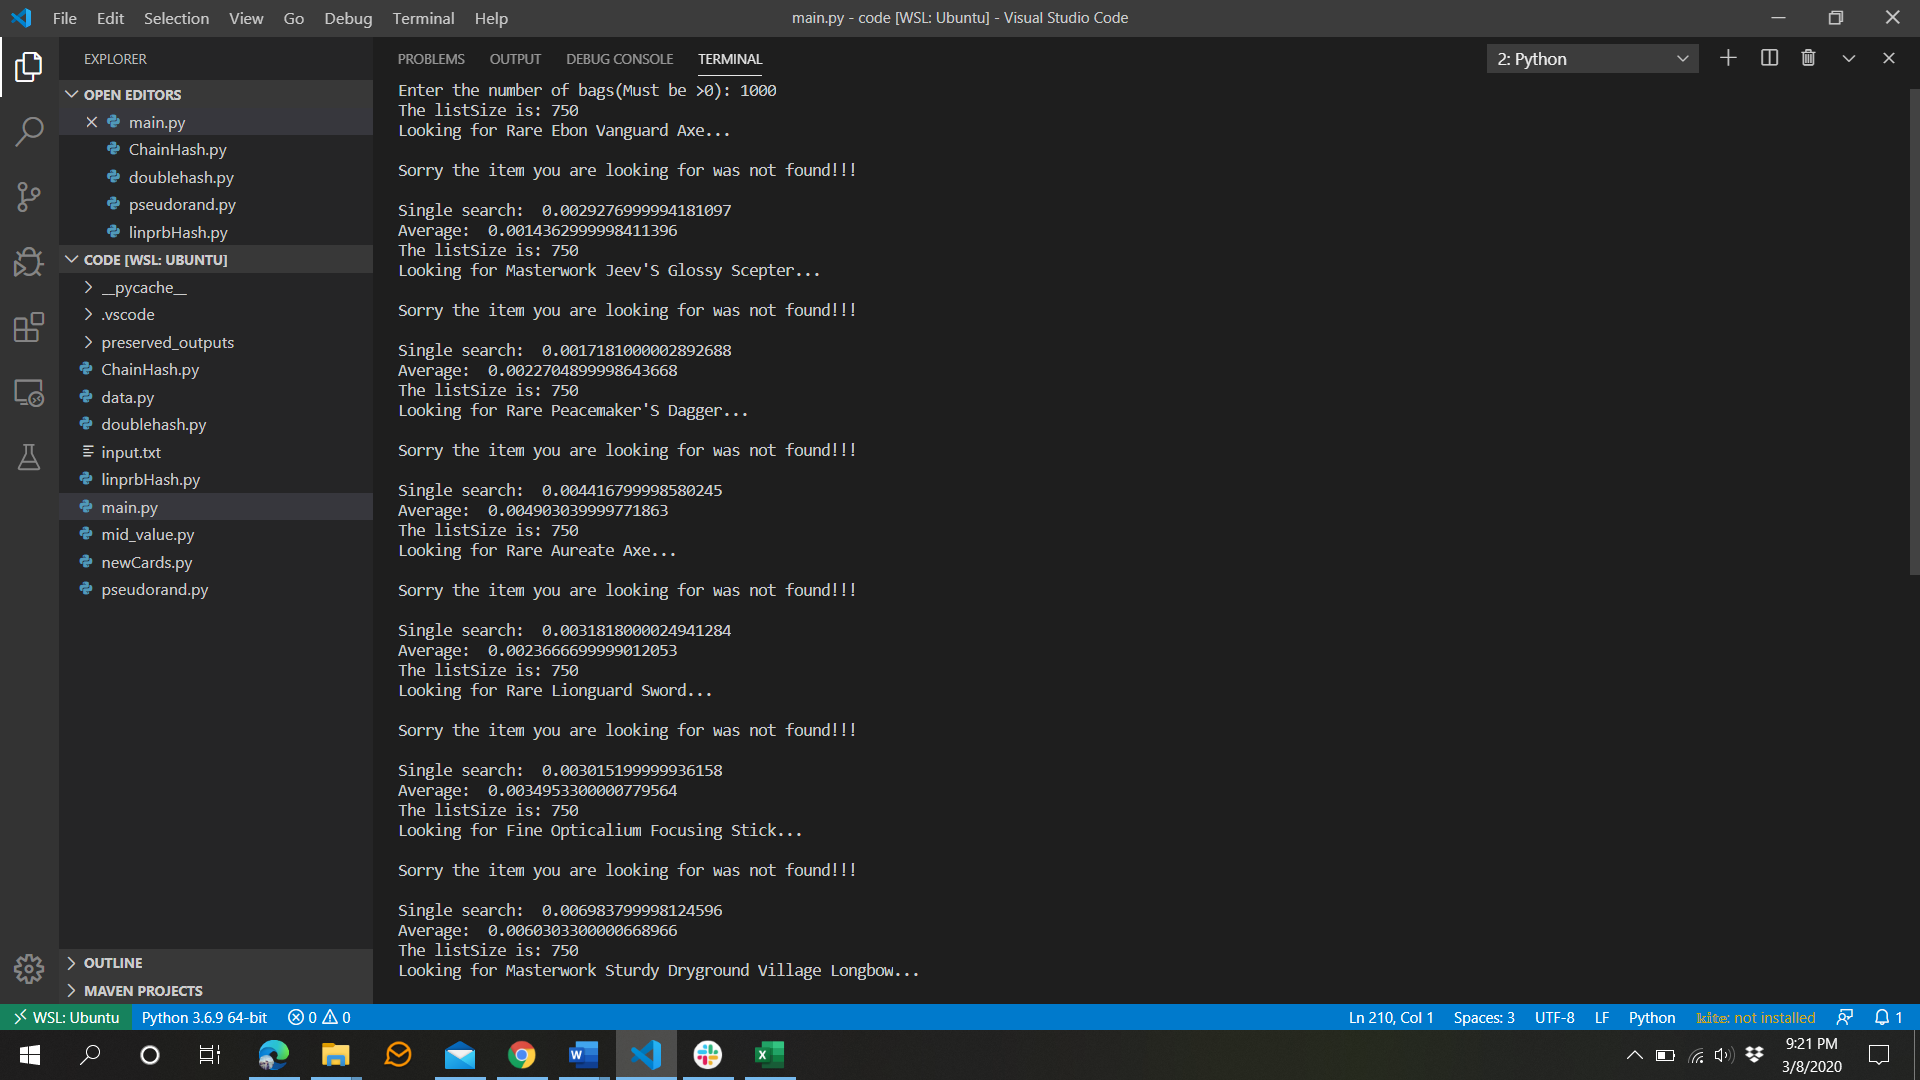 File Edit Selection View Go Debug Terminal Help
main.py - code [WSL: Ubuntu] - Visual Studio Code
EXPLORER
OPEN EDITORS
main.py
ChainHash.py
doublehash.py
pseudorand.py
linprbHash.py
CODE [WSL: UBUNTU]
__pycache__
.vscode
preserved_outputs
ChainHash.py
data.py
doublehash.py
input.txt
linprbHash.py
main.py
mid_value.py
newCards.py
pseudorand.py
OUTLINE
MAVEN PROJECTS
PROBLEMS OUTPUT DEBUG CONSOLE TERMINAL
2: Python
Enter the number of bags(Must be >0): 1000
The listSize is: 750
Looking for Rare Ebon Vanguard Axe...
Sorry the item you are looking for was not found!!!
Single search:  0.0029276999994181097
Average:  0.0014362999998411396
The listSize is: 750
Looking for Masterwork Jeev'S Glossy Scepter...
Sorry the item you are looking for was not found!!!
Single search:  0.0017181000002892688
Average:  0.0022704899998643668
The listSize is: 750
Looking for Rare Peacemaker'S Dagger...
Sorry the item you are looking for was not found!!!
Single search:  0.004416799998580245
Average:  0.004903039999771863
The listSize is: 750
Looking for Rare Aureate Axe...
Sorry the item you are looking for was not found!!!
Single search:  0.0031818000024941284
Average:  0.0023666699999012053
The listSize is: 750
Looking for Rare Lionguard Sword...
Sorry the item you are looking for was not found!!!
Single search:  0.003015199999936158
Average:  0.0034953300000779564
The listSize is: 750
Looking for Fine Opticalium Focusing Stick...
Sorry the item you are looking for was not found!!!
Single search:  0.006983799998124596
Average:  0.0060303300000668966
The listSize is: 750
Looking for Masterwork Sturdy Dryground Village Longbow...
WSL: Ubuntu Python 3.6.9 64-bit 0 0 Ln 210, Col 1 Spaces: 3 UTF-8 LF Python kite: not installed 1
9:21 PM
3/8/2020